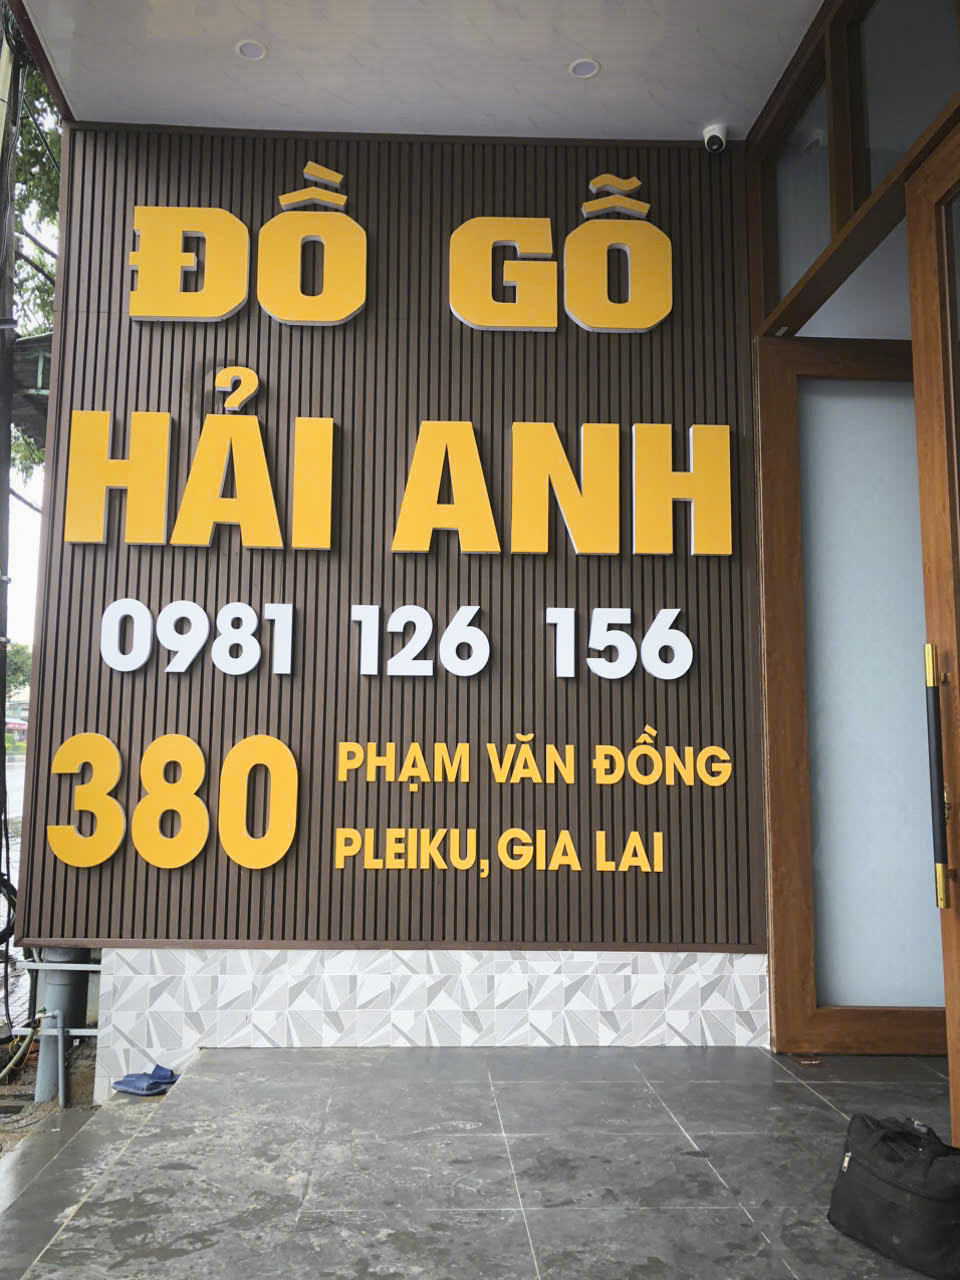 ĐỒ GỖ
HẢI ANH
0981 126 156
380 PHẠM VĂN ĐỒNG
PLEIKU, GIA LAI